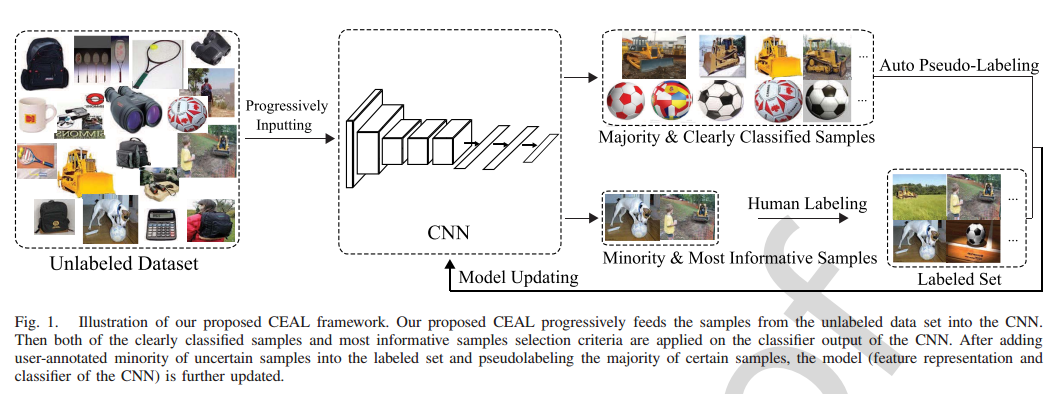 Progressively
Inputting
Unlabeled Dataset
SIMMONS
CNN
Majority & Clearly Classified Samples
Auto Pseudo-Labeling
Minority & Most Informative Samples
Human Labeling
Labeled Set
Model Updating
...
...
...
...
Fig. 1. Illustration of our proposed CEAL framework. Our proposed CEAL progressively feeds the samples from the unlabeled data set into the CNN.
Then both of the clearly classified samples and most informative samples selection criteria are applied on the classifier output of the CNN. After adding
user-annotated minority of uncertain samples into the labeled set and pseudolabeling the majority of certain samples, the model (feature representation and
classifier of the CNN) is further updated.